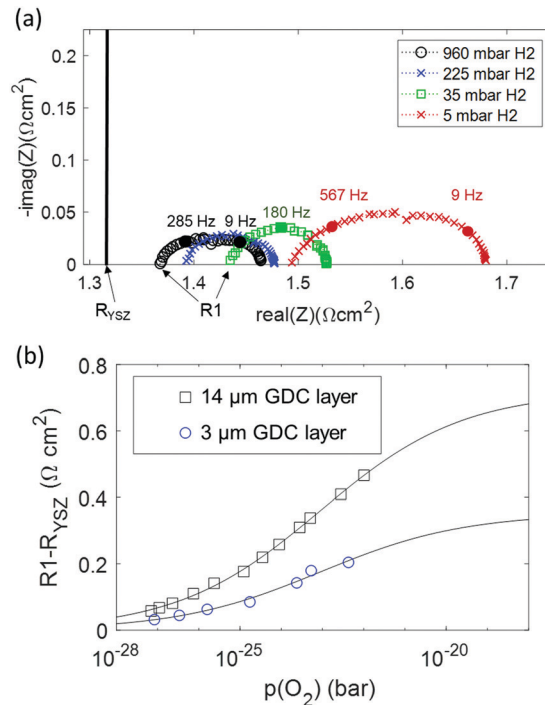 (a)
0.2
0.15
0.1
0.05
0
-imag(Z)(Ωcm²)
960 mbar H2
225 mbar H2
35 mbar H2
5 mbar H2
285 Hz
9 Hz
180 Hz
567 Hz
9 Hz
1.3
1.4
1.5
1.6
1.7
R_YSZ
R1
real(Z)(Ωcm²)
(b)
0.8
0.6
0.4
0.2
0
R1-R_YSZ (Ω cm²)
14 µm GDC layer
3 µm GDC layer
10⁻²⁸
10⁻²⁵
10⁻²⁰
p(O₂) (bar)